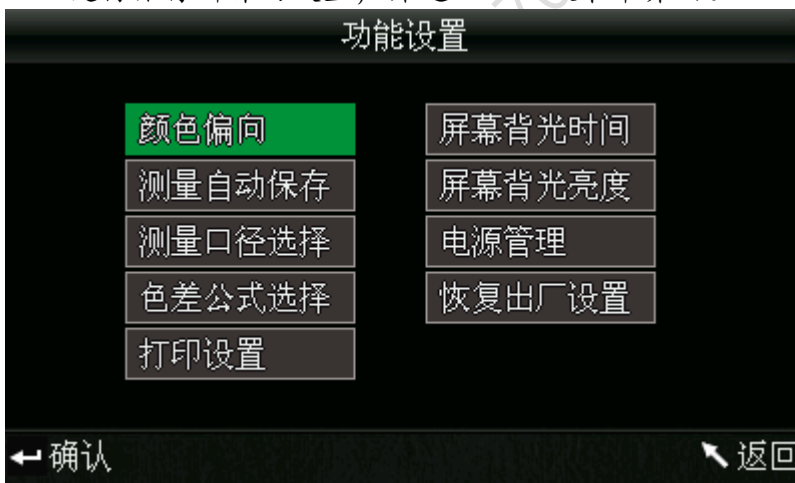 功能设置
颜色偏向
测量自动保存
测量口径选择
色差公式选择
打印设置
屏幕背光时间
屏幕背光亮度
电源管理
恢复出厂设置
确认
返回